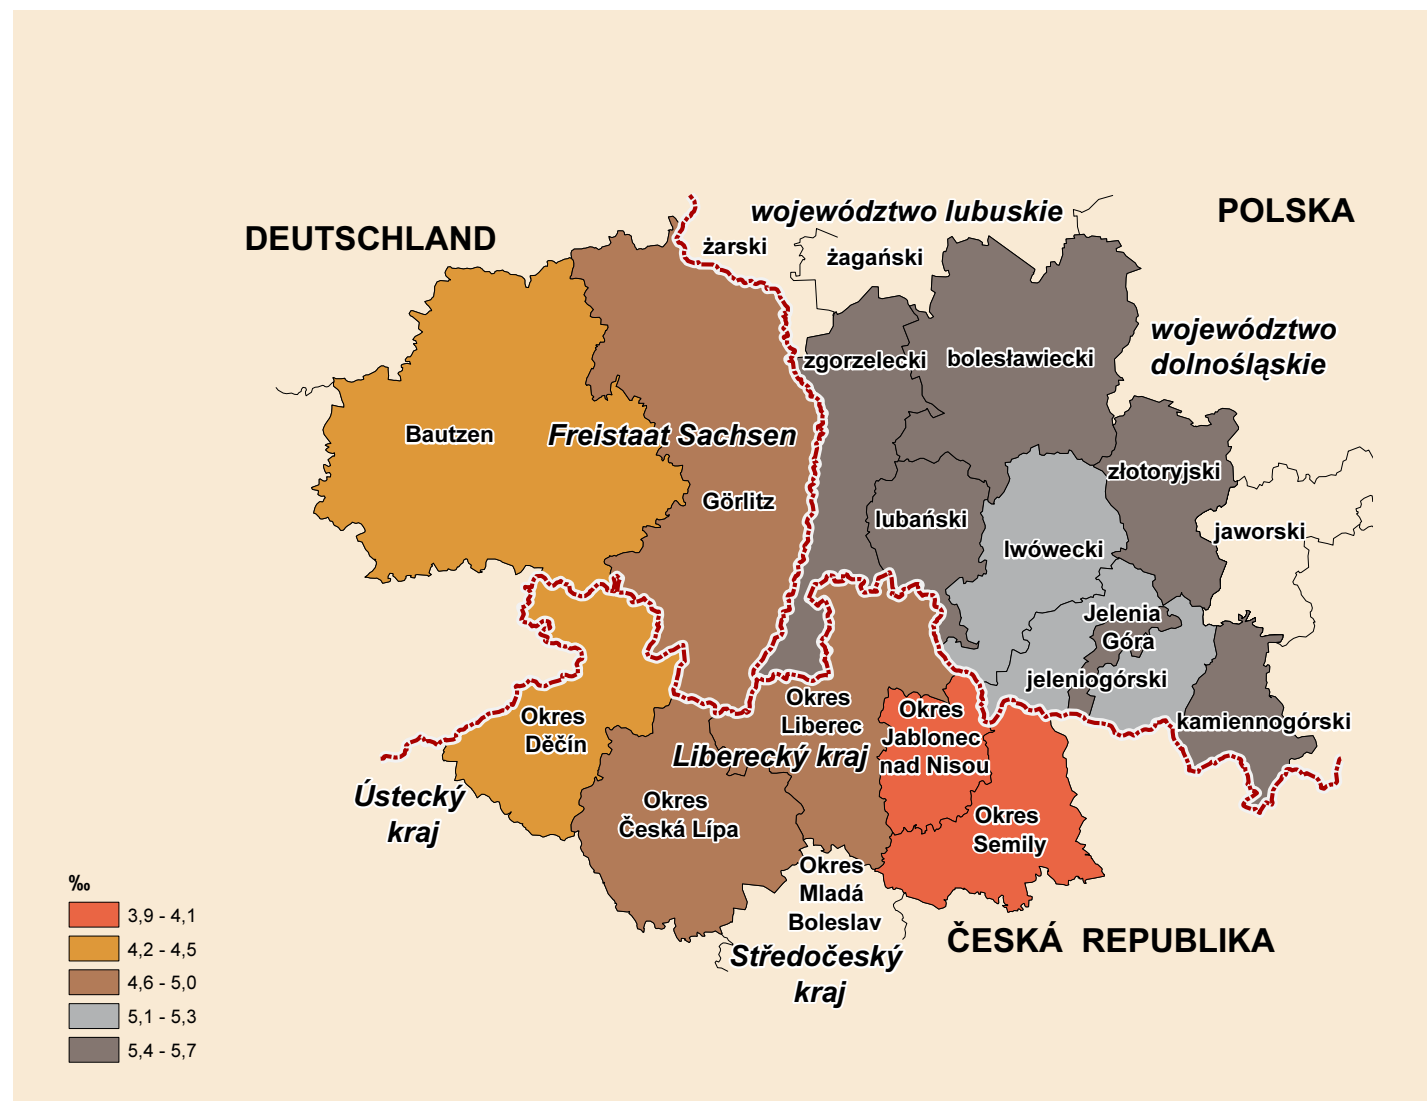 DEUTSCHLAND
województwo lubuskie
POLSKA
żarski
żagański
zgorzelecki
bolesławiecki
województwo
dolnośląskie
Bautzen
Freistaat Sachsen
Görlitz
lubański
złotoryjski
lwówecki
jaworski
Jelenia
Góra
jeleniogórski
kamiennogórski
Okres
Děčín
Okres
Liberec
Okres
Jablonec
nad Nisou
Liberecký kraj
Ústecký
kraj
Okres
Česká Lípa
Okres
Semily
Okres
Mladá
Boleslav
Středočeský
kraj
ČESKÁ REPUBLIKA
‰
3,9 - 4,1
4,2 - 4,5
4,6 - 5,0
5,1 - 5,3
5,4 - 5,7